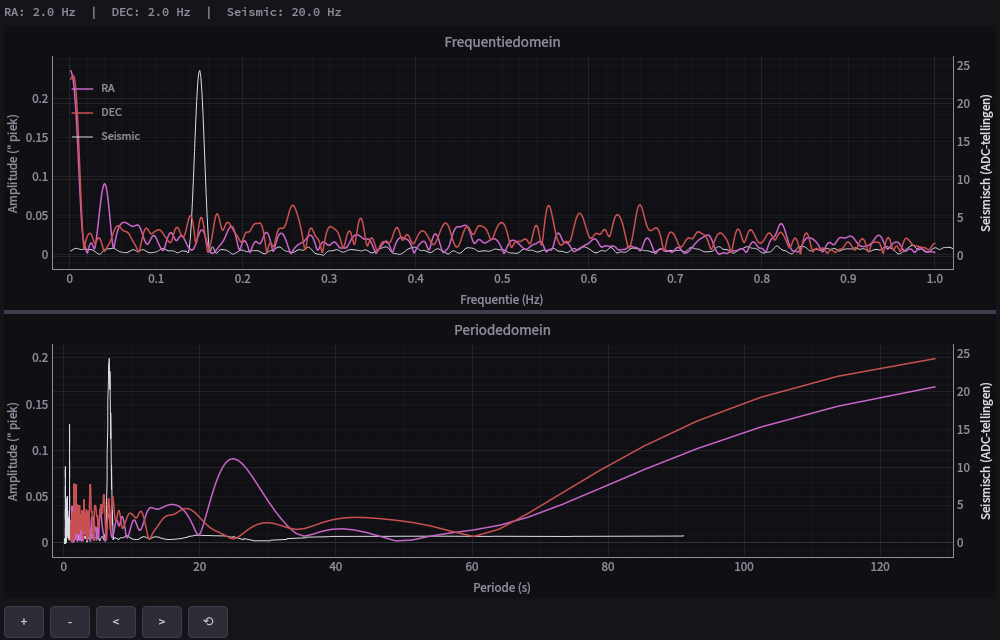 RA: 2.0 Hz | DEC: 2.0 Hz | Seismic: 20.0 Hz
Frequentiedomein
Amplitude (″ piek)
0.2
0.15
0.1
0.05
0
RA
DEC
Seismic
25
20
15
10
5
0
Seismisch (ADC-tellingen)
0 0.1 0.2 0.3 0.4 0.5 0.6 0.7 0.8 0.9 1.0
Frequentie (Hz)
Periodedomein
Amplitude (″ piek)
0.2
0.15
0.1
0.05
0
25
20
15
10
5
0
Seismisch (ADC-tellingen)
0 20 40 60 80 100 120
Periode (s)
+ - < > ⟲